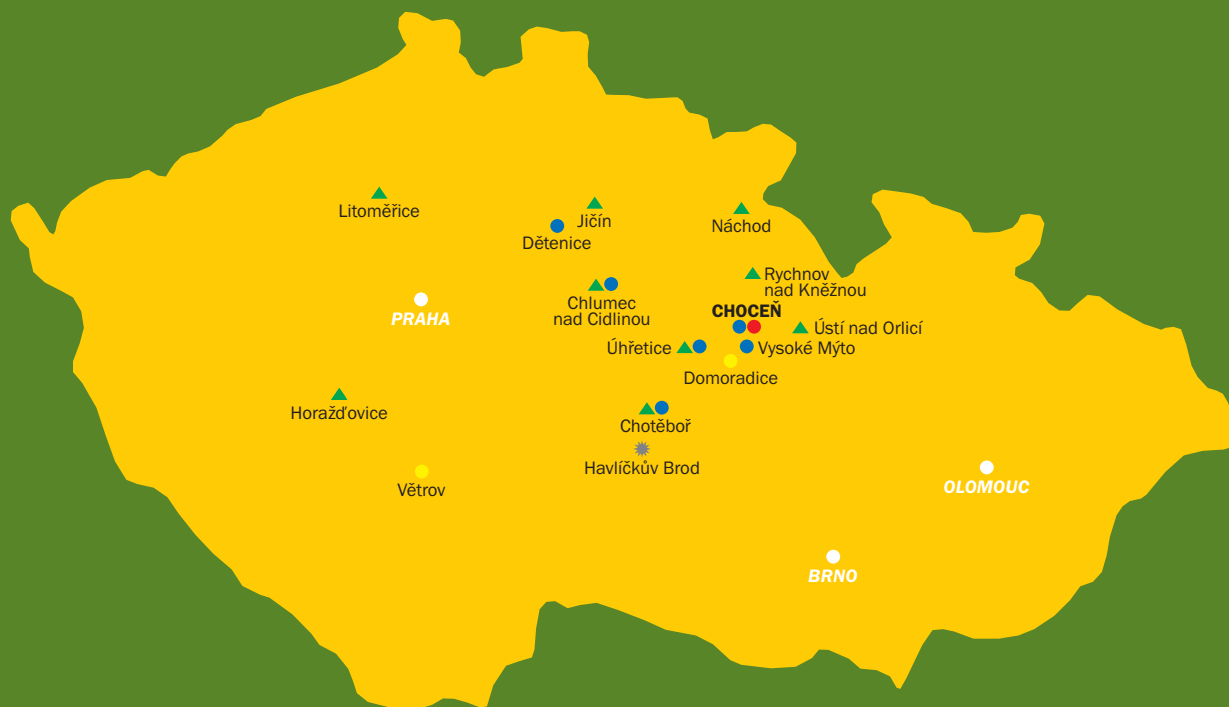 Litoměřice
Jičín
Náchod
Dětenice
Rychnov
nad Kněžnou
Chlumec
nad Cidlinou
CHOCEŇ
PRAHA
Ústí nad Orlicí
Úhřetice
Vysoké Mýto
Domoradice
Horažďovice
Chotěboř
Havlíčkův Brod
Větrov
OLOMOUC
BRNO